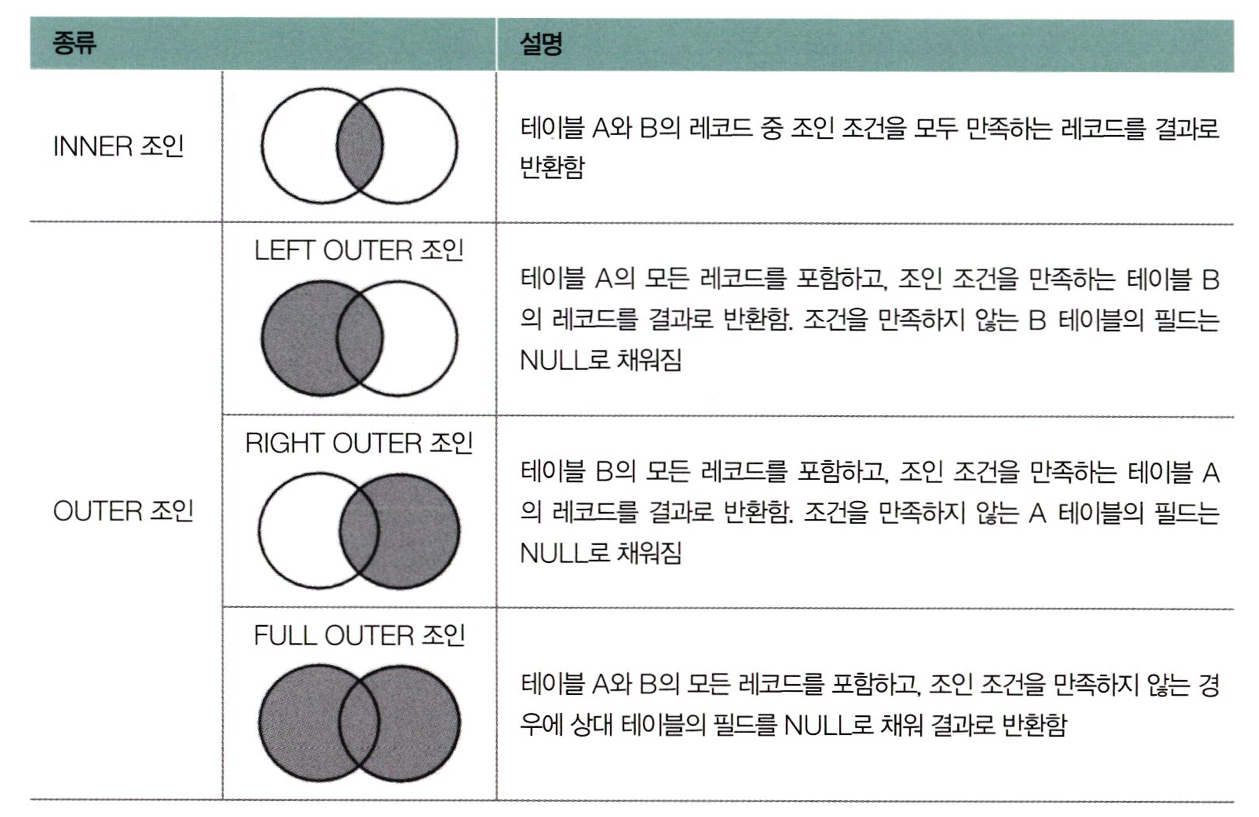 종류
설명
INNER 조인
테이블 A와 B의 레코드 중 조인 조건을 모두 만족하는 레코드를 결과로
반환함
OUTER 조인
LEFT OUTER 조인
테이블 A의 모든 레코드를 포함하고, 조인 조건을 만족하는 테이블 B
의 레코드를 결과로 반환함. 조건을 만족하지 않는 B 테이블의 필드는
NULL로 채워짐
RIGHT OUTER 조인
테이블 B의 모든 레코드를 포함하고, 조인 조건을 만족하는 테이블 A
의 레코드를 결과로 반환함. 조건을 만족하지 않는 A 테이블의 필드는
NULL로 채워짐
FULL OUTER 조인
테이블 A와 B의 모든 레코드를 포함하고, 조인 조건을 만족하지 않는 경
우에 상대 테이블의 필드를 NULL로 채워 결과로 반환함